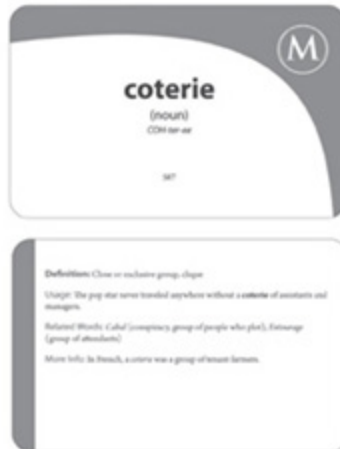 M
coterie
(noun)
COH-ter-ee
587
Definition: Close or exclusive group, clique
Usage: The pop star never traveled anywhere without a coterie of assistants and
managers.
Related Words: Cabal (conspiracy, group of people who plot), Entourage
(group of attendants)
More Info: In French, a coterie was a group of tenant farmers.